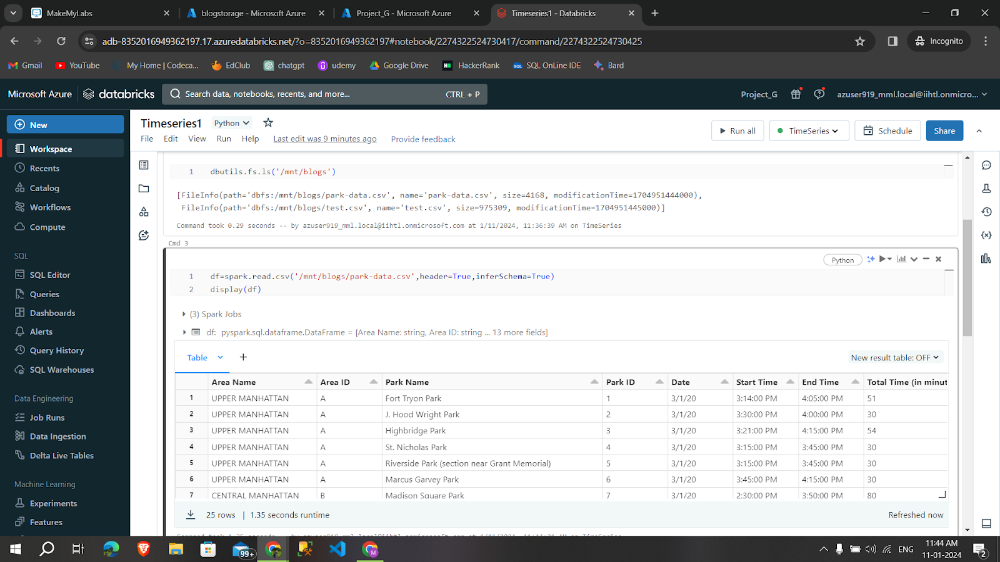 MakeMyLabs
blogstorage - Microsoft Azure
Project_G - Microsoft Azure
Timeseries1 - Databricks
adb-8352016949362197.17.azuredatabricks.net/?o=8352016949362197#notebook/2274322524730417/command/2274322524730425
Incognito
Gmail
YouTube
My Home | Codeca...
EdClub
chatgpt
udemy
Google Drive
HackerRank
SQL OnLine IDE
Bard
Microsoft Azure
databricks
Search data, notebooks, recents, and more...
CTRL + P
Project_G
azuser919_mml.local@iihtl.onmicro...
New
Workspace
Recents
Catalog
Workflows
Compute
SQL
SQL Editor
Queries
Dashboards
Alerts
Query History
SQL Warehouses
Data Engineering
Job Runs
Data Ingestion
Delta Live Tables
Machine Learning
Experiments
Features
Timeseries1
Python
File Edit View Run Help Last edit was 9 minutes ago Provide feedback
Run all
TimeSeries
Schedule
Share
1 dbutils.fs.ls('/mnt/blogs')
[FileInfo(path='dbfs:/mnt/blogs/park-data.csv', name='park-data.csv', size=4168, modificationTime=1704951444000),
FileInfo(path='dbfs:/mnt/blogs/test.csv', name='test.csv', size=975309, modificationTime=1704951445000)]
Command took 0.29 seconds -- by azuser919_mml.local@iihtl.onmicrosoft.com at 1/11/2024, 11:36:39 AM on TimeSeries
Cmd 3
Python
1 df=spark.read.csv('/mnt/blogs/park-data.csv',header=True,inferSchema=True)
2 display(df)
(3) Spark Jobs
df: pyspark.sql.dataframe.DataFrame = [Area Name: string, Area ID: string ... 13 more fields]
Table
New result table: OFF
Area Name Area ID Park Name Park ID Date Start Time End Time Total Time (in minut
1 UPPER MANHATTAN A Fort Tryon Park 1 3/1/20 3:14:00 PM 4:05:00 PM 51
2 UPPER MANHATTAN A J. Hood Wright Park 2 3/1/20 3:30:00 PM 4:00:00 PM 30
3 UPPER MANHATTAN A Highbridge Park 3 3/1/20 3:21:00 PM 4:15:00 PM 54
4 UPPER MANHATTAN A St. Nicholas Park 4 3/1/20 3:15:00 PM 3:45:00 PM 30
5 UPPER MANHATTAN A Riverside Park (section near Grant Memorial) 5 3/1/20 3:15:00 PM 3:45:00 PM 30
6 UPPER MANHATTAN A Marcus Garvey Park 6 3/1/20 3:45:00 PM 4:15:00 PM 30
7 CENTRAL MANHATTAN B Madison Square Park 7 3/1/20 2:30:00 PM 3:50:00 PM 80
25 rows | 1.35 seconds runtime
Refreshed now
99+
ENG
11:44 AM
11-01-2024
2